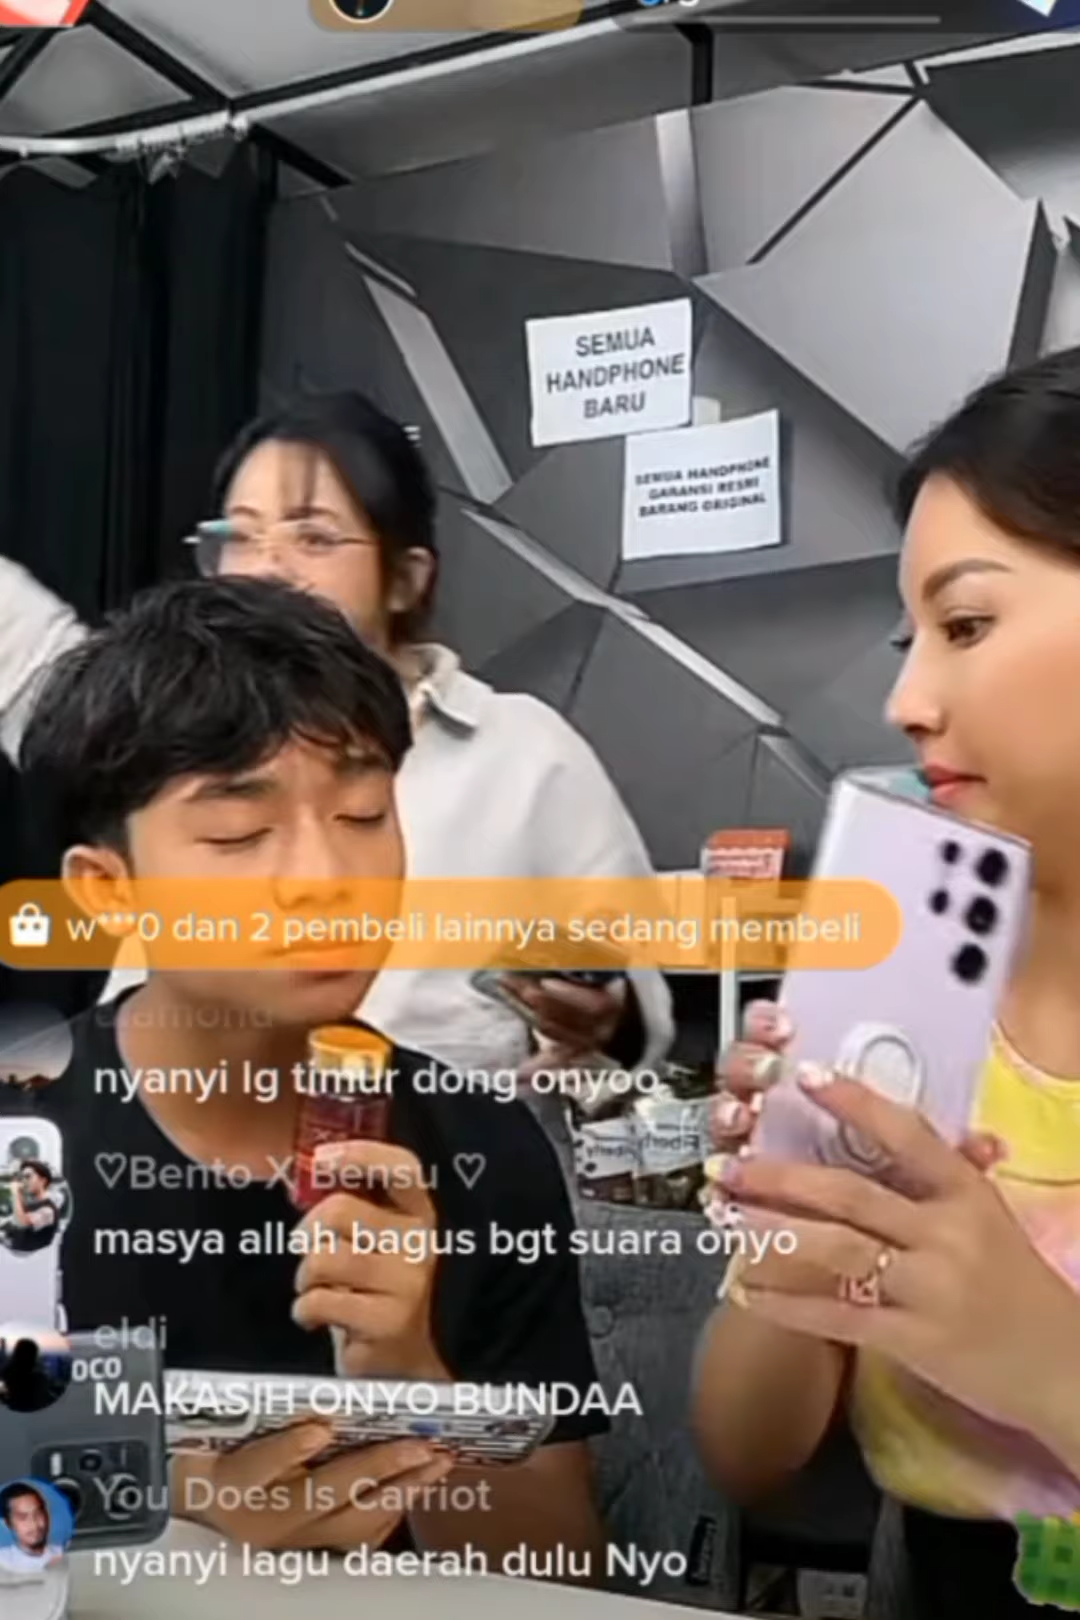 SEMUA
HANDPHONE
BARU
SEMUA HANDPHONE
GARANSI RESMI
BARANG ORIGINAL
w***0 dan 2 pembeli lainnya sedang membeli
diamond
nyanyi lg timur dong onyoo
♡Bento X Bensu ♡
masya allah bagus bgt suara onyo
eldi
OCO
MAKASIH ONYO BUNDAA
You Does Is Carriot
nyanyi lagu daerah dulu Nyo